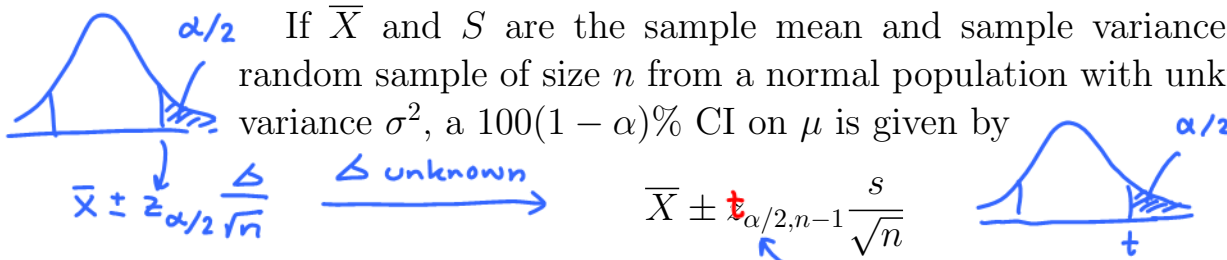 α/2 If X̄ and S are the sample mean and sample variance
random sample of size n from a normal population with unk
variance σ², a 100(1 − α)% CI on μ is given by
α/2
X̄ ± z_{α/2} σ/√n
σ unknown
X̄ ± t_{α/2,n−1} s/√n
t